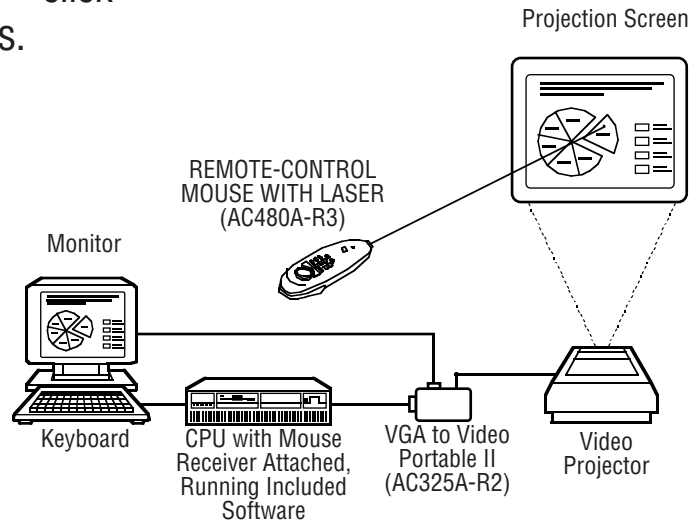 S.
Projection Screen
REMOTE-CONTROL
MOUSE WITH LASER
(AC480A-R3)
Monitor
Keyboard
CPU with Mouse
Receiver Attached,
Running Included
Software
VGA to Video
Portable II
(AC325A-R2)
Video
Projector